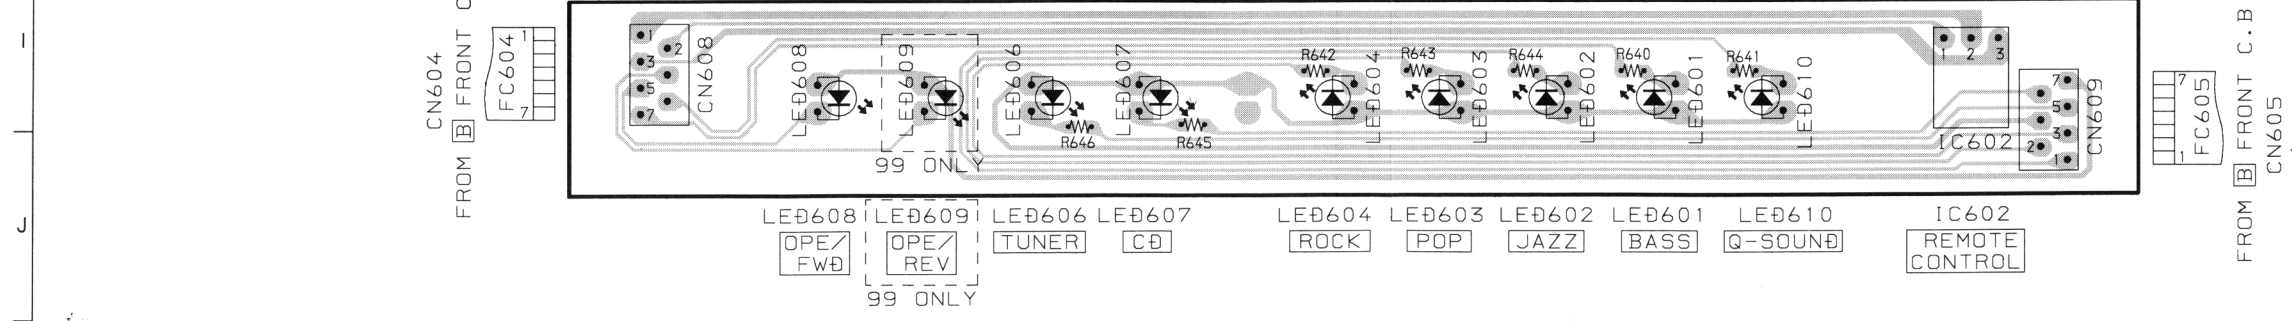 I
J
CN604
FROM B FRONT C
FC604
1
7
CN608
1
2
3
5
7
LED608
LED609
99 ONLY
LED606
R646
LED607
R645
R642
LED604
R643
LED603
R644
LED602
R640
LED601
R641
LED610
1 2 3
IC602
7
5
3
2
1
CN609
7
1
FC605
FROM B FRONT C.B
CN605
LED608
OPE/
FWD
LED609
OPE/
REV
99 ONLY
LED606
TUNER
LED607
CD
LED604
ROCK
LED603
POP
LED602
JAZZ
LED601
BASS
LED610
Q-SOUND
IC602
REMOTE
CONTROL